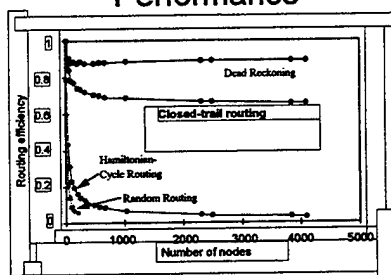 Performance
1
0.8
0.6
0.4
0.2
0
Routing efficiency
Dead Reckoning
Closed-trail routing
Hamiltonian-
Cycle Routing
Random Routing
0
1000
2000
3000
4000
5000
Number of nodes